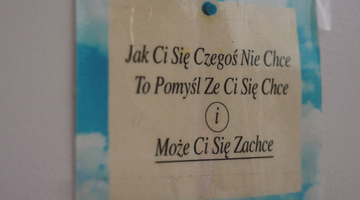 Jak Ci Się Czegoś Nie Chce
To Pomyśl Ze Ci Się Chce
i
Może Ci Się Zachce